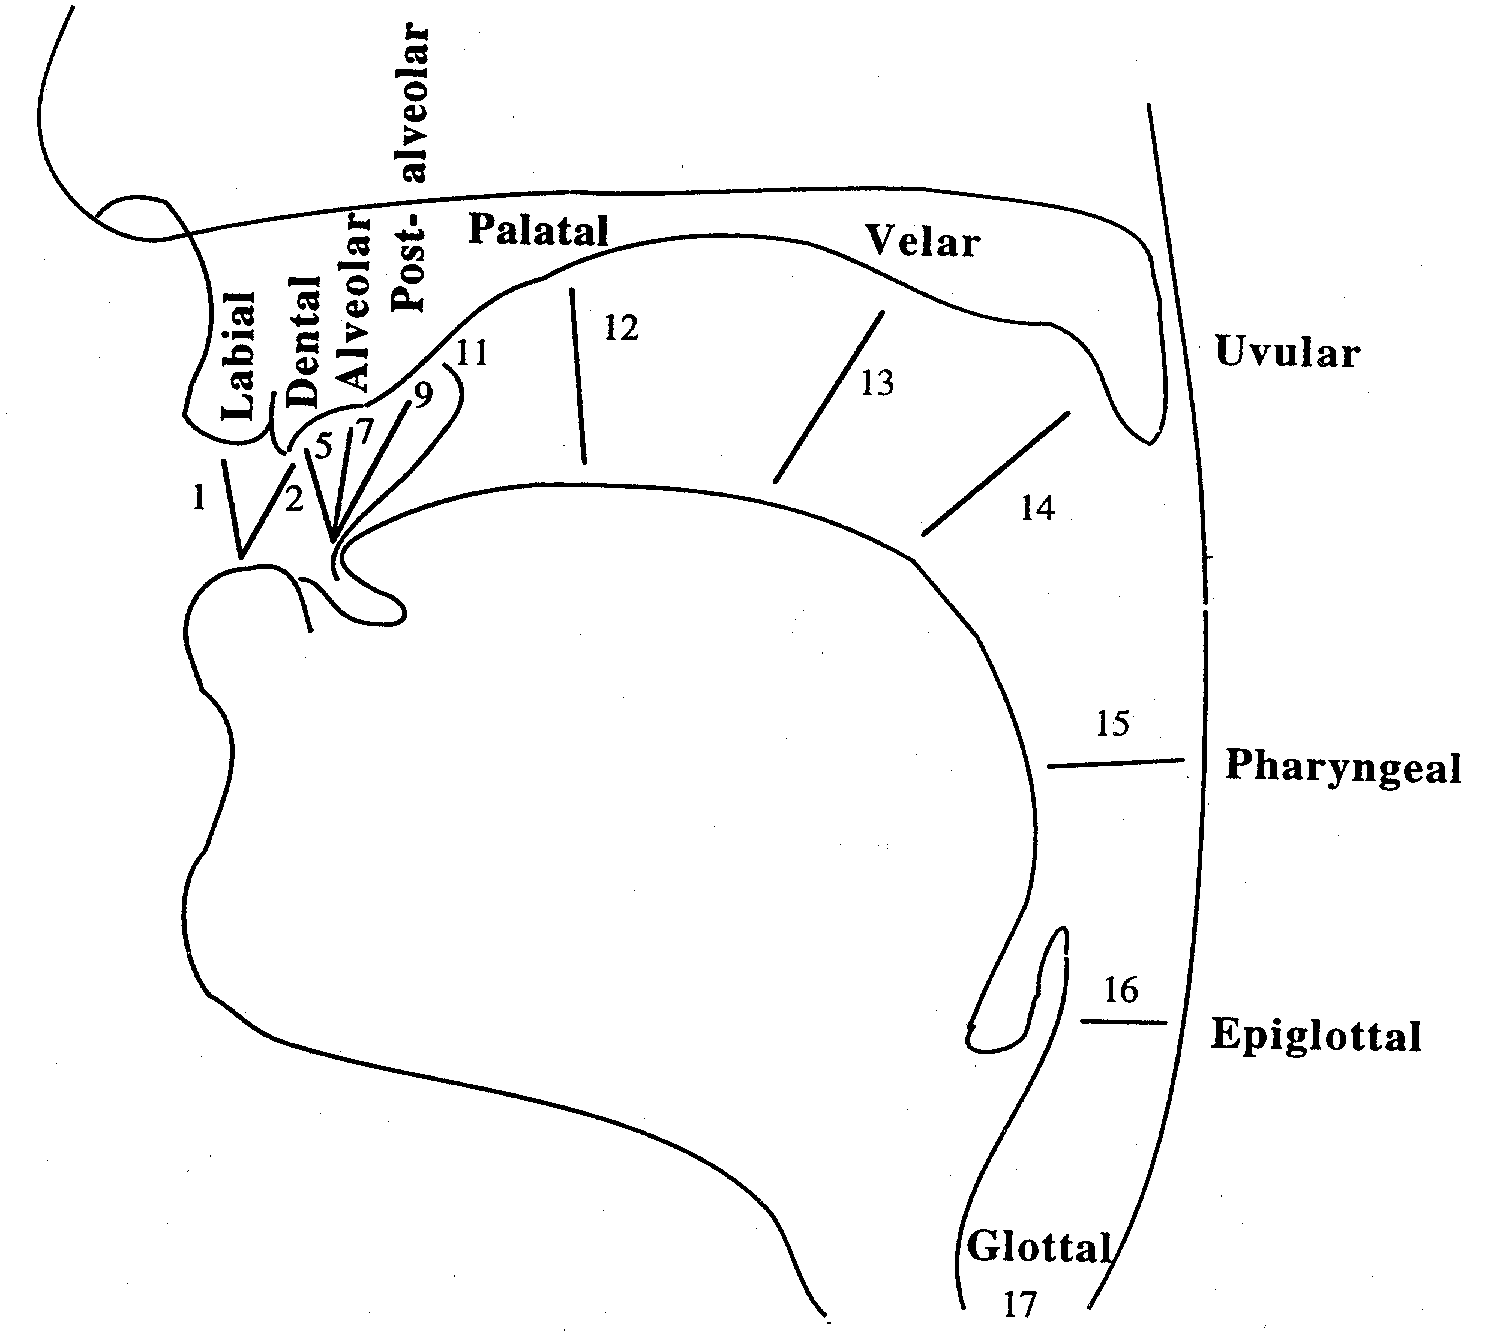 Post- alveolar
Palatal
Velar
Alveolar
Dental
Labial
Uvular
11
12
13
9
7
5
1
2
14
15
Pharyngeal
16
Epiglottal
Glottal
17